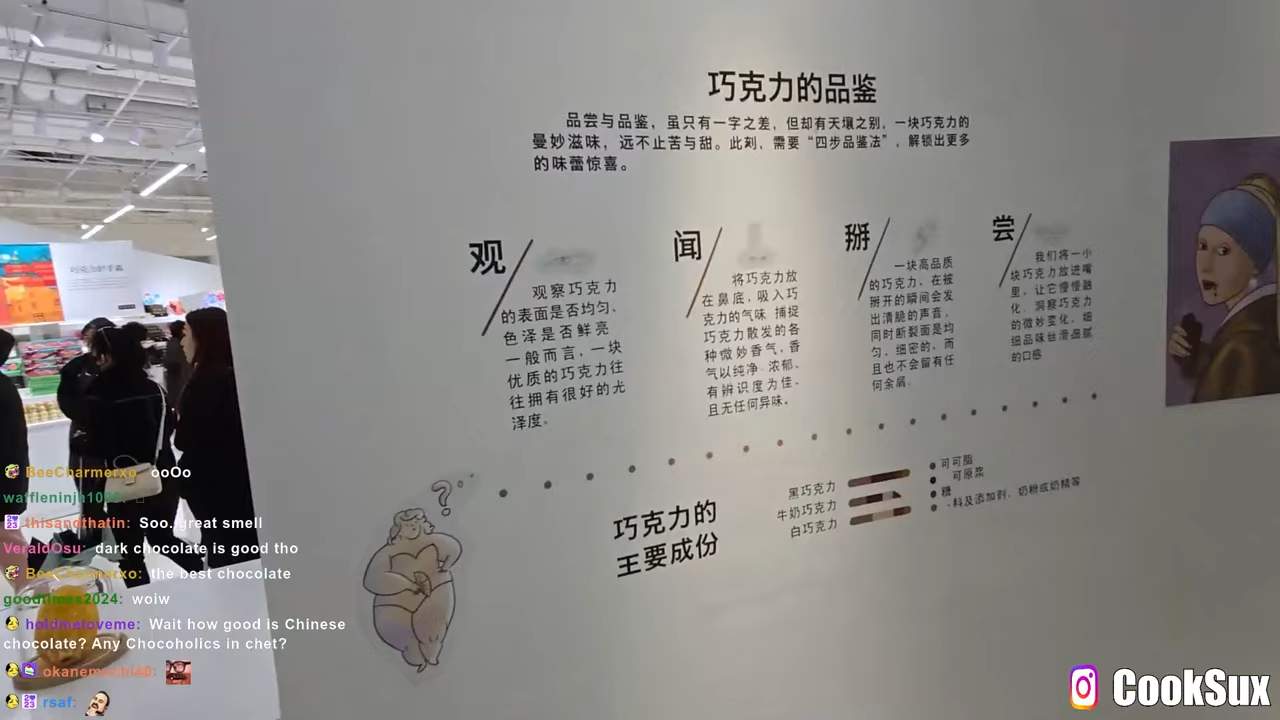 巧克力的品鉴
品尝与品鉴，虽只有一字之差，但却有天壤之别，一块巧克力的
曼妙滋味，远不止苦与甜。此刻，需要“四步品鉴法”，解锁出更多
的味蕾惊喜。
观
观察巧克力
的表面是否均匀、
色泽是否鲜亮
一般而言，一块
优质的巧克力往
往拥有很好的光
泽度。
闻
将巧克力放
在鼻底，吸入巧
克力的气味 捕捉
巧克力散发的各
种微妙香气，香
气以纯净、浓郁、
有辨识度为佳，
且无任何异味。
掰
一块高品质
的巧克力，在被
掰开的瞬间会发
出清脆的声音，
同时断裂面是均
匀、细密的，而
且也不会留有任
何余屑。
尝
我们将一小
块巧克力放进嘴
里，让它慢慢融
化，洞察巧克力
的微妙变化，细
细品味丝滑细腻
的口感
巧克力的
主要成份
黑巧克力
牛奶巧克力
白巧克力
可可脂
可原浆
糖
料及添加剂、奶粉或奶精等
BeeCharmerxo: ooOo
thisandthatin: Soo..great smell
VeraldOsu: dark chocolate is good tho
BeeCharmerxo: the best chocolate
goodtimes2024: woiw
holdmeloveme: Wait how good is Chinese
chocolate? Any Chocoholics in chet?
rsaf:
CookSux